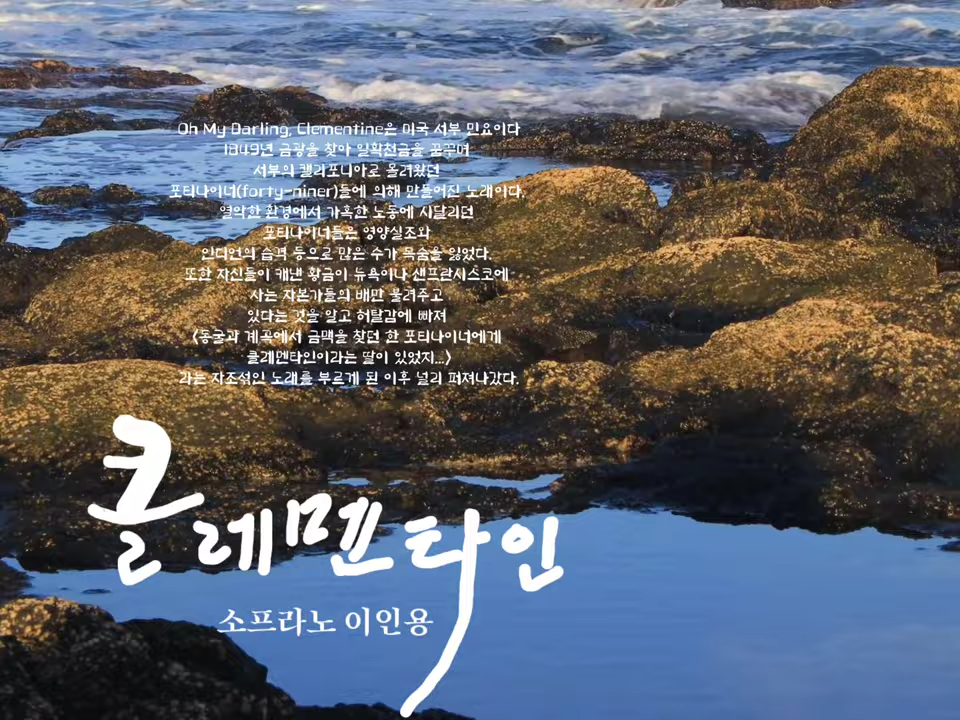 Oh My Darling, Clementine은 미국 서부 민요이다
1849년 금광을 찾아 일확천금을 꿈꾸며
서부의 캘리포니아로 몰려왔던
포티나이너(forty-niner)들에 의해 만들어진 노래이다.
열악한 환경에서 가혹한 노동에 시달리던
포티나이너들은 영양실조와
인디언의 습격 등으로 많은 수가 목숨을 잃었다.
또한 자신들이 캐낸 황금이 뉴욕이나 샌프란시스코에
사는 자본가들의 배만 불려주고
있다는 것을 알고 허탈감에 빠져
<동굴과 계곡에서 금맥을 찾던 한 포티나이너에게
클레멘타인이라는 딸이 있었지...>
라는 자조섞인 노래를 부르게 된 이후 널리 퍼져나갔다.
클레멘타인
소프라노 이인용